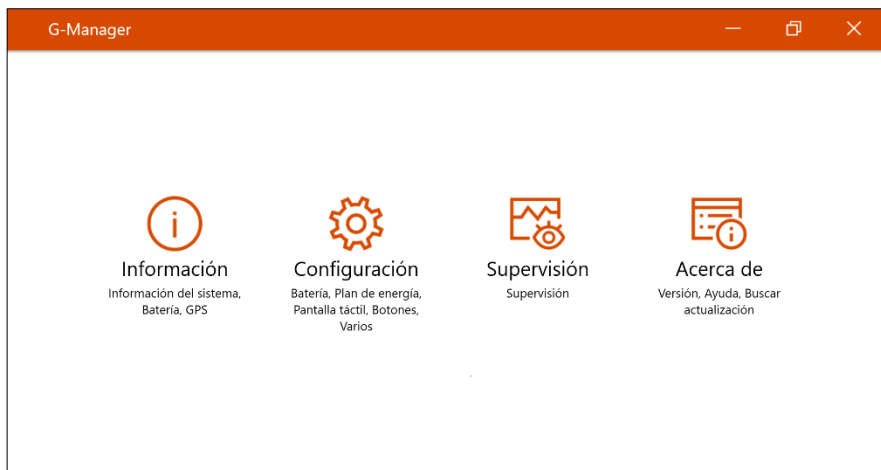 G-Manager
Información
Información del sistema,
Batería, GPS
Configuración
Batería, Plan de energía,
Pantalla táctil, Botones,
Varios
Supervisión
Supervisión
Acerca de
Versión, Ayuda, Buscar
actualización